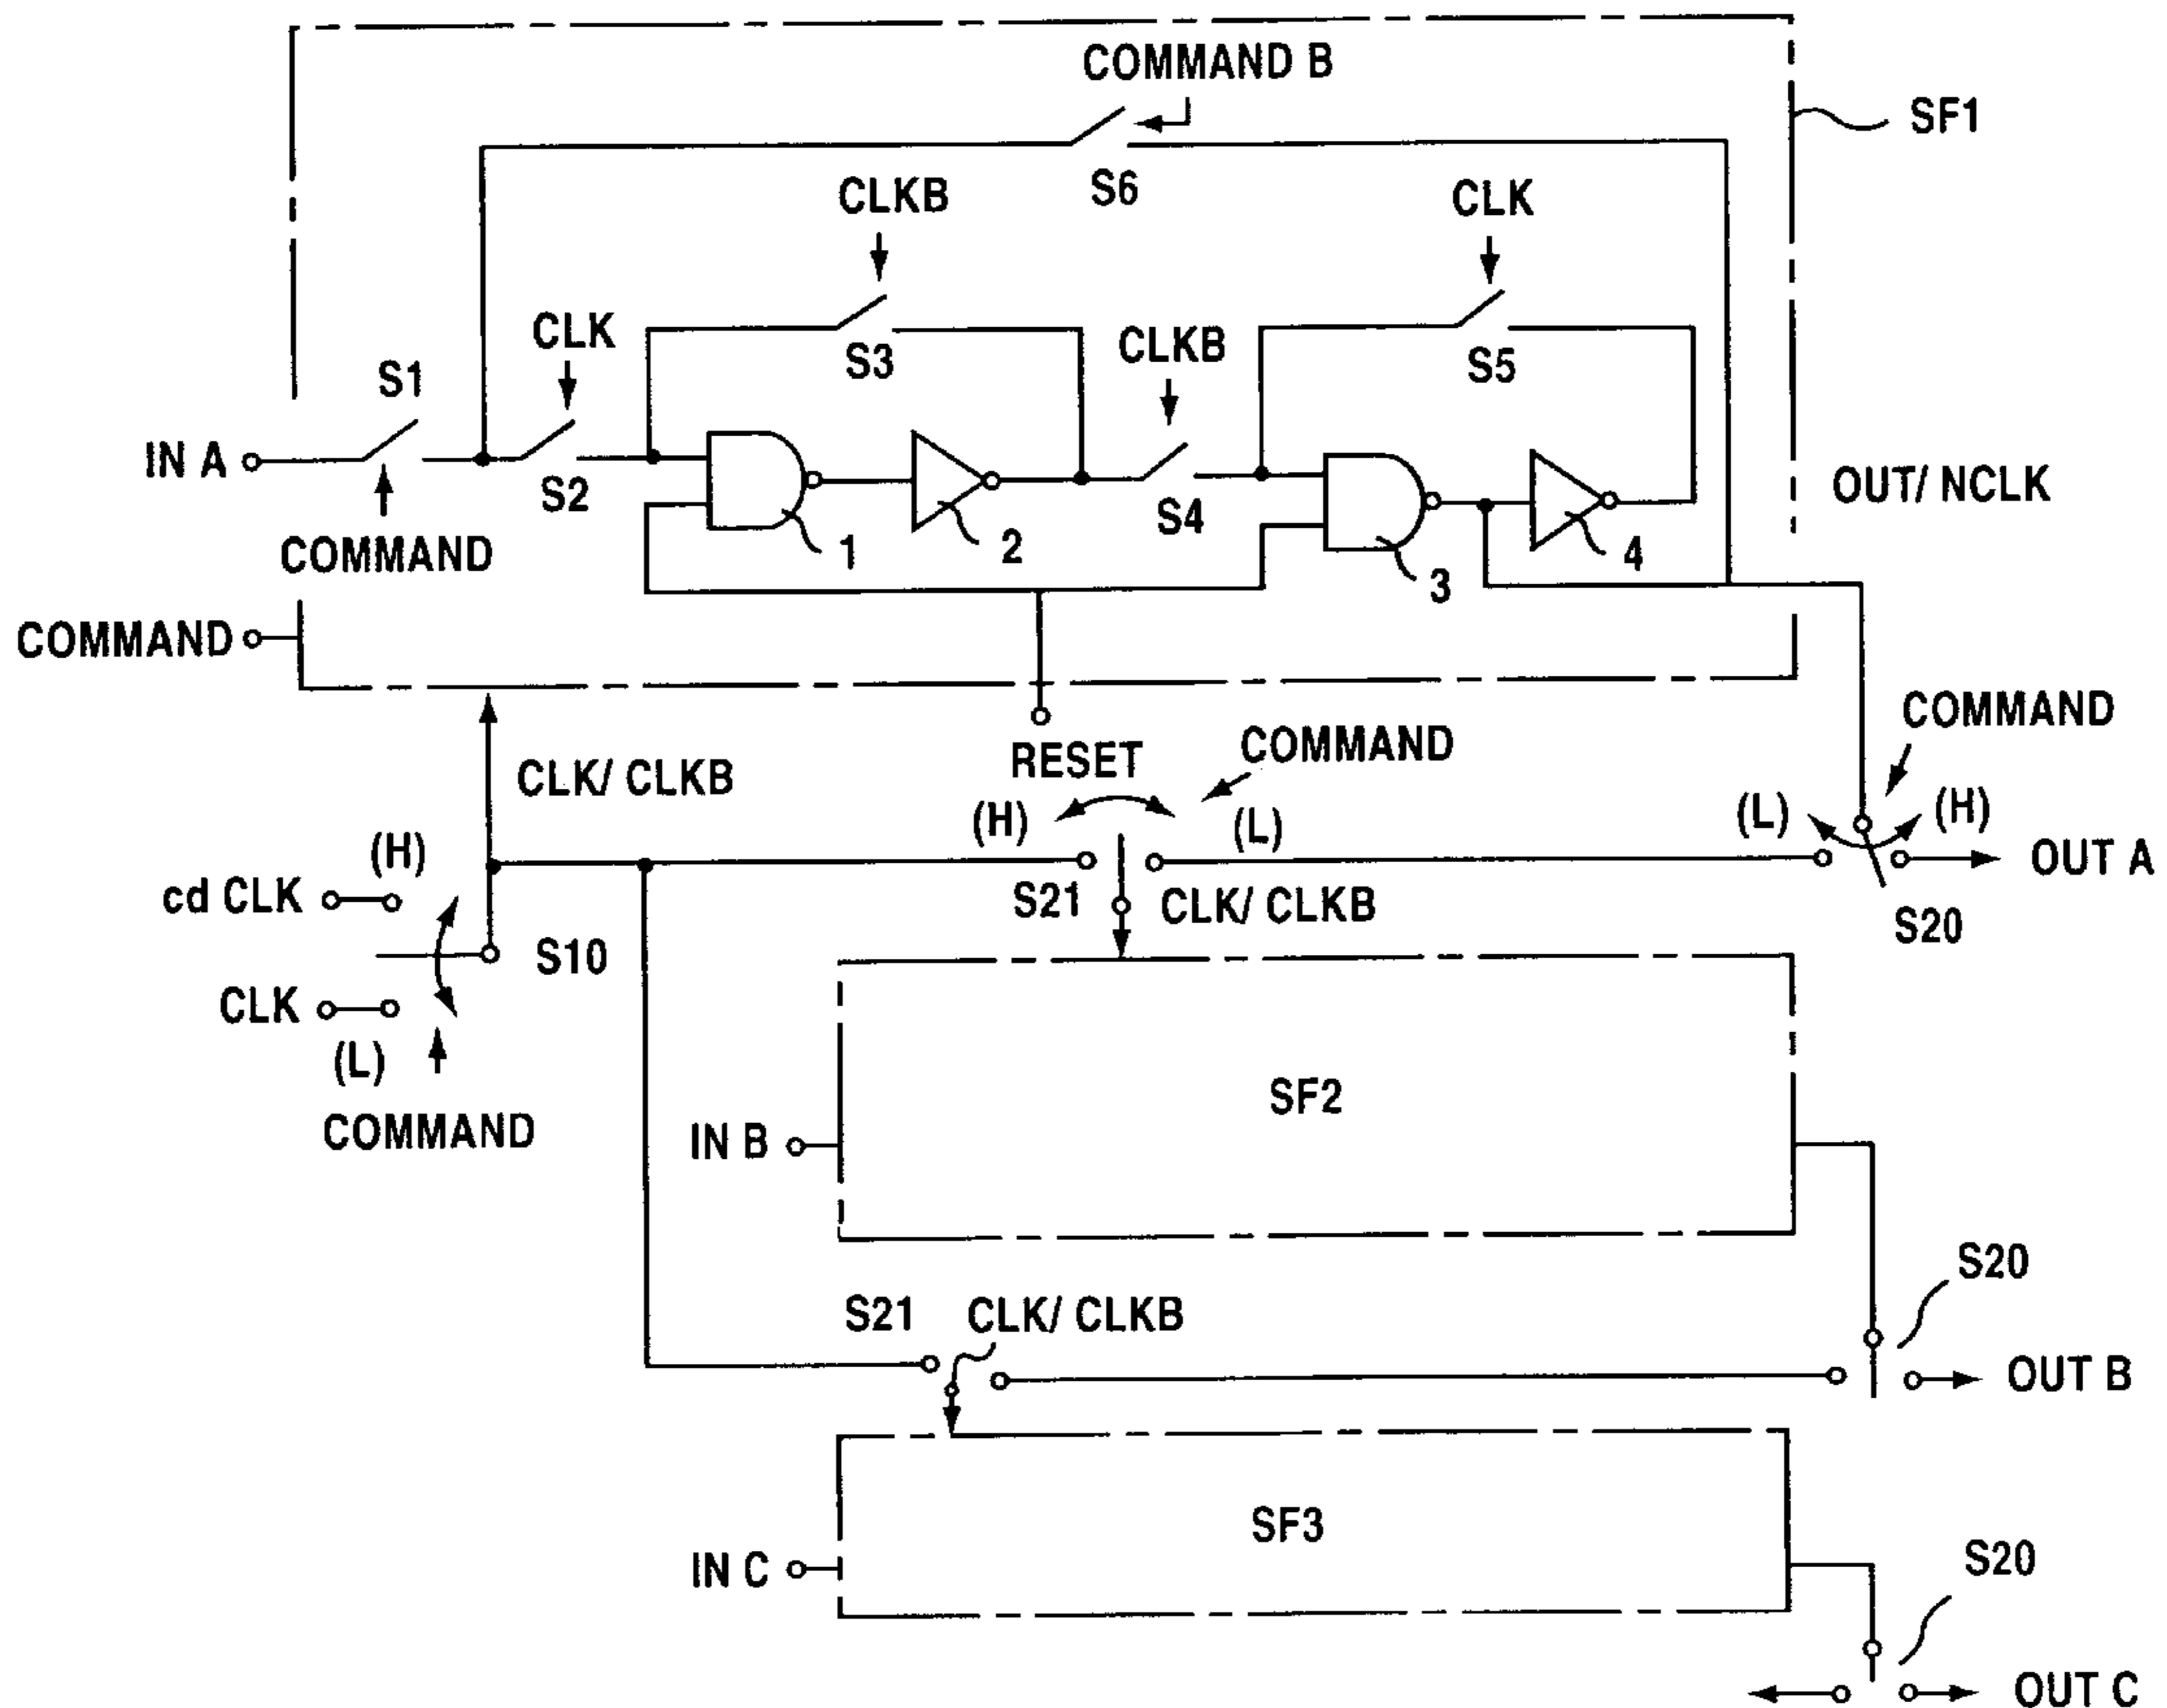 COMMAND B
SF1
S6
CLKB
CLK
CLK
S3
CLKB
S5
S1
IN A
S2
S4
OUT/ NCLK
1
2
3
4
COMMAND
COMMAND
RESET
COMMAND
COMMAND
CLK/ CLKB
(H)
(L)
(L)
(H)
(H)
OUT A
cd CLK
S21
CLK/ CLKB
S20
S10
CLK
(L)
COMMAND
SF2
IN B
S20
S21
CLK/ CLKB
OUT B
SF3
IN C
S20
OUT C